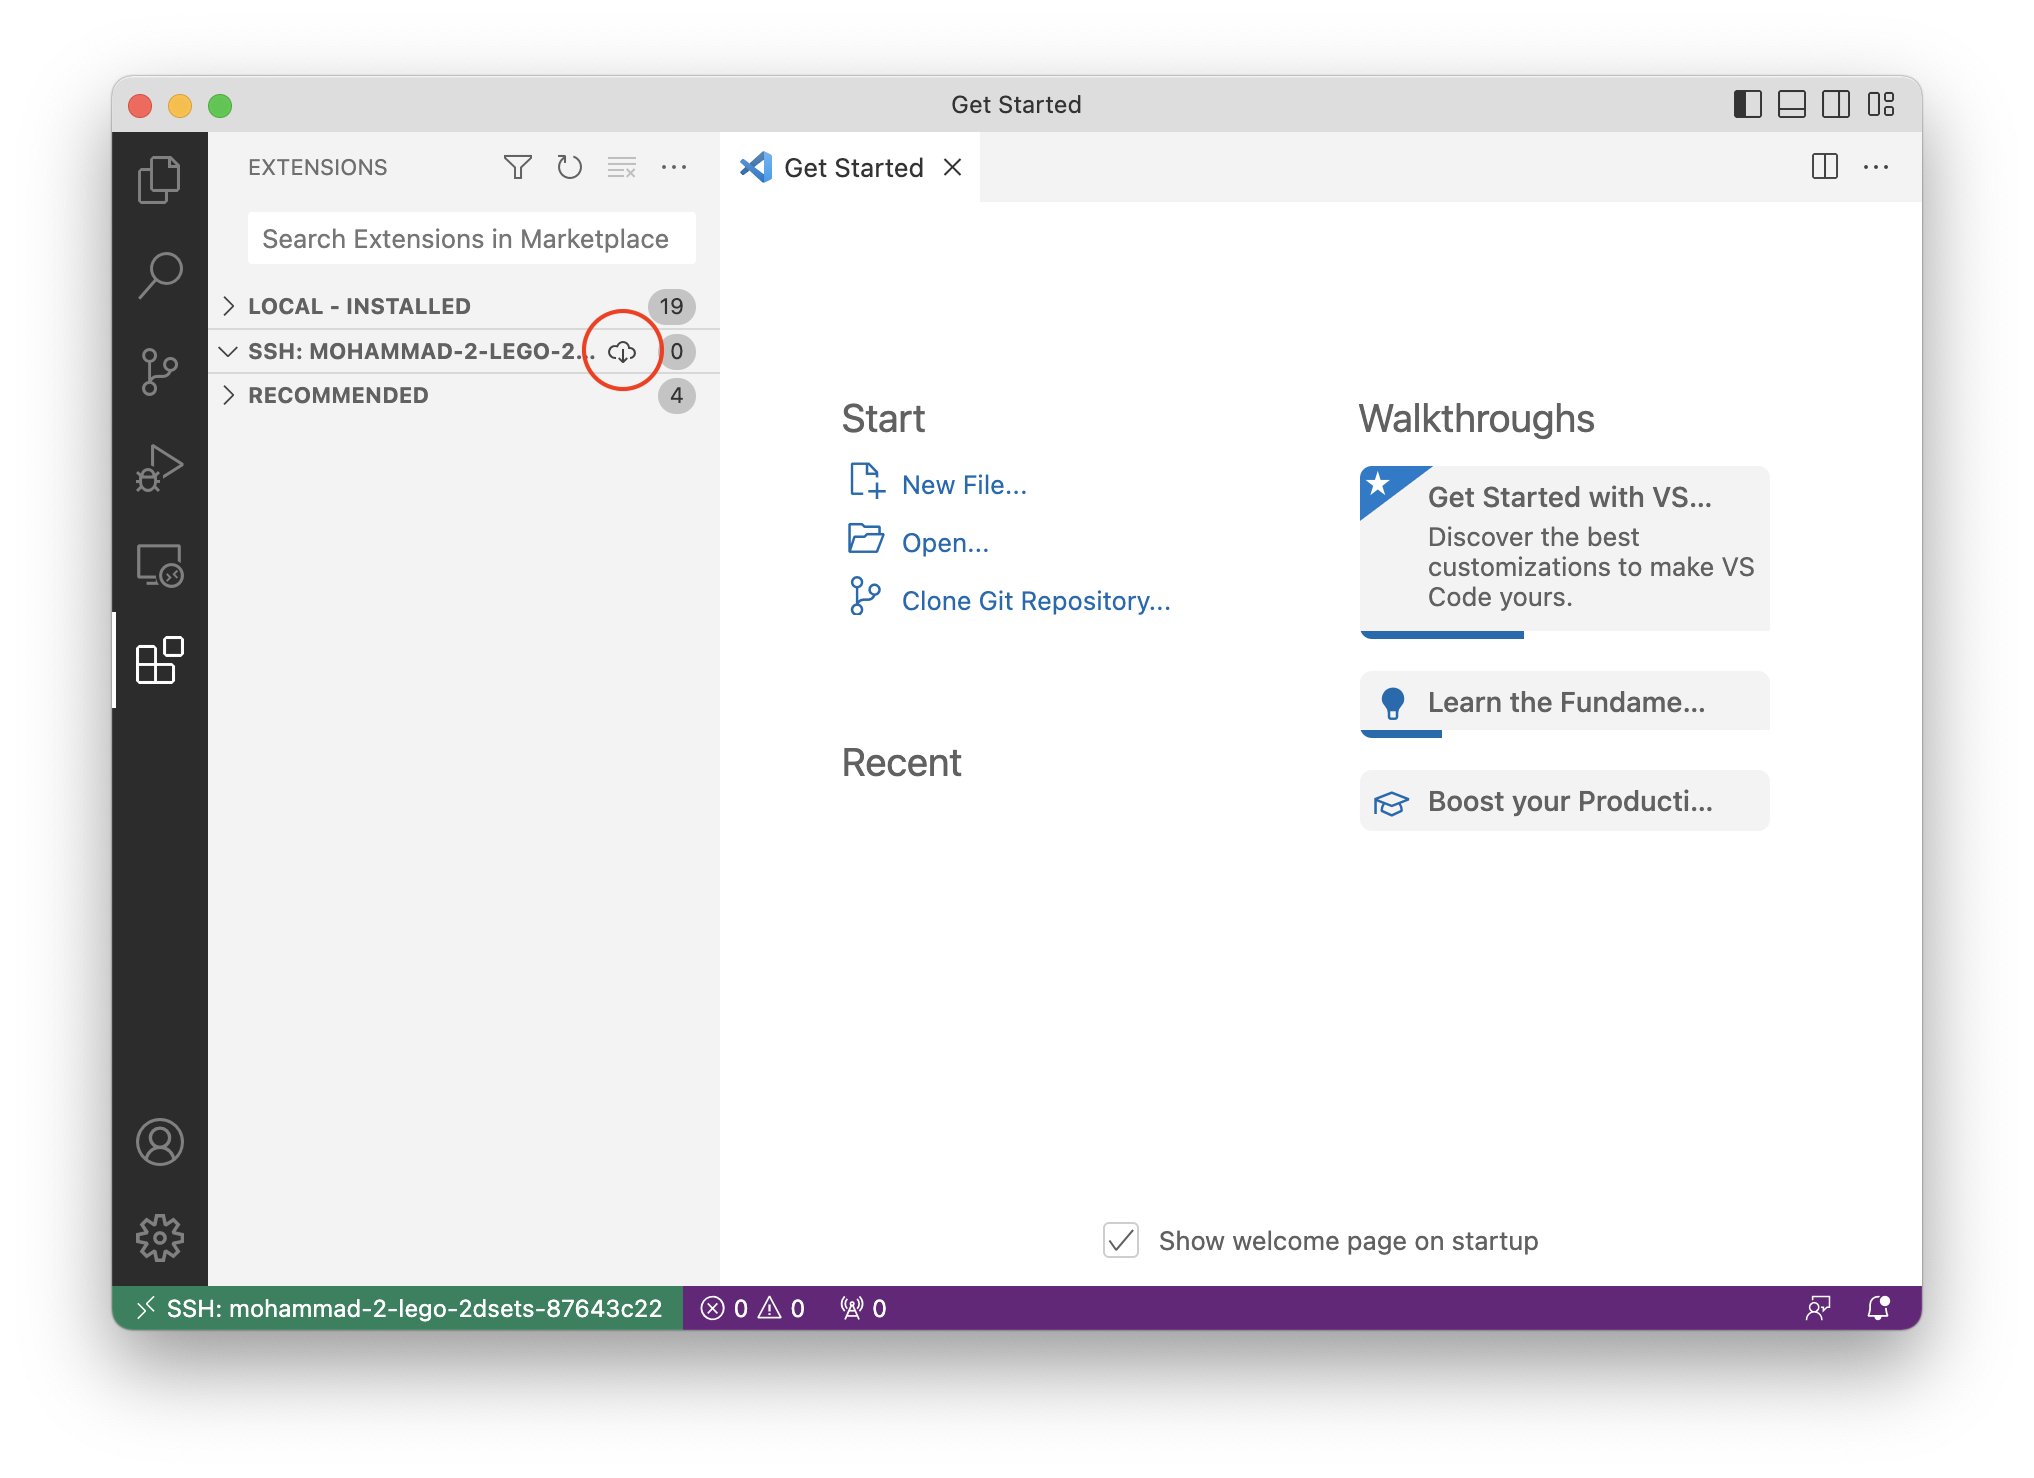 Get Started
EXTENSIONS
Search Extensions in Marketplace
LOCAL - INSTALLED 19
SSH: MOHAMMAD-2-LEGO-2... 0
RECOMMENDED 4
Get Started
Start
New File...
Open...
Clone Git Repository...
Recent
Walkthroughs
Get Started with VS...
Discover the best
customizations to make VS
Code yours.
Learn the Fundame...
Boost your Producti...
Show welcome page on startup
SSH: mohammad-2-lego-2dsets-87643c22 0 0 0